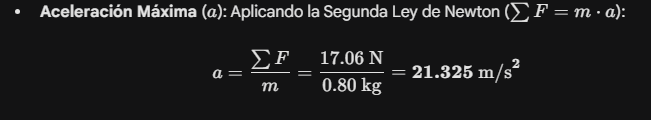 • Aceleración Máxima (a): Aplicando la Segunda Ley de Newton (∑ F = m · a):
a = ∑ F / m = 17.06 N / 0.80 kg = 21.325 m/s²